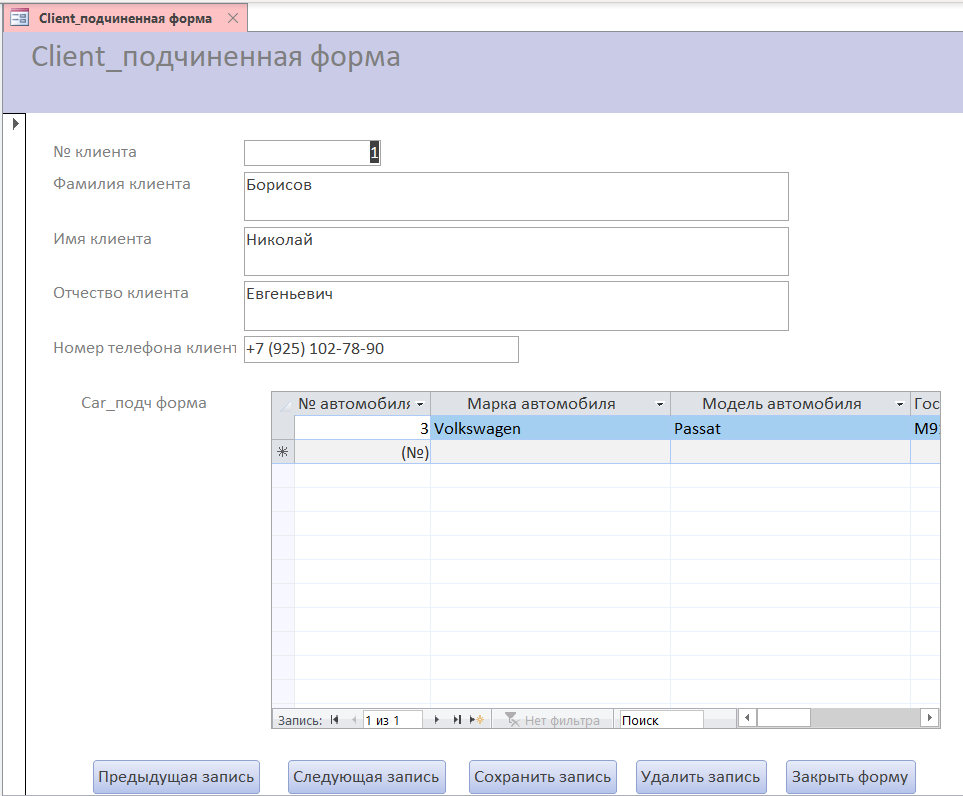 Client_подчиненная форма
Client_подчиненная форма
№ клиента 1
Фамилия клиента Борисов
Имя клиента Николай
Отчество клиента Евгеньевич
Номер телефона клиент +7 (925) 102-78-90
Car_подч форма
№ автомобиля Марка автомобиля Модель автомобиля Гос
3 Volkswagen Passat М9
(№)
Запись: 1 из 1 Нет фильтра Поиск
Предыдущая запись Следующая запись Сохранить запись Удалить запись Закрыть форму